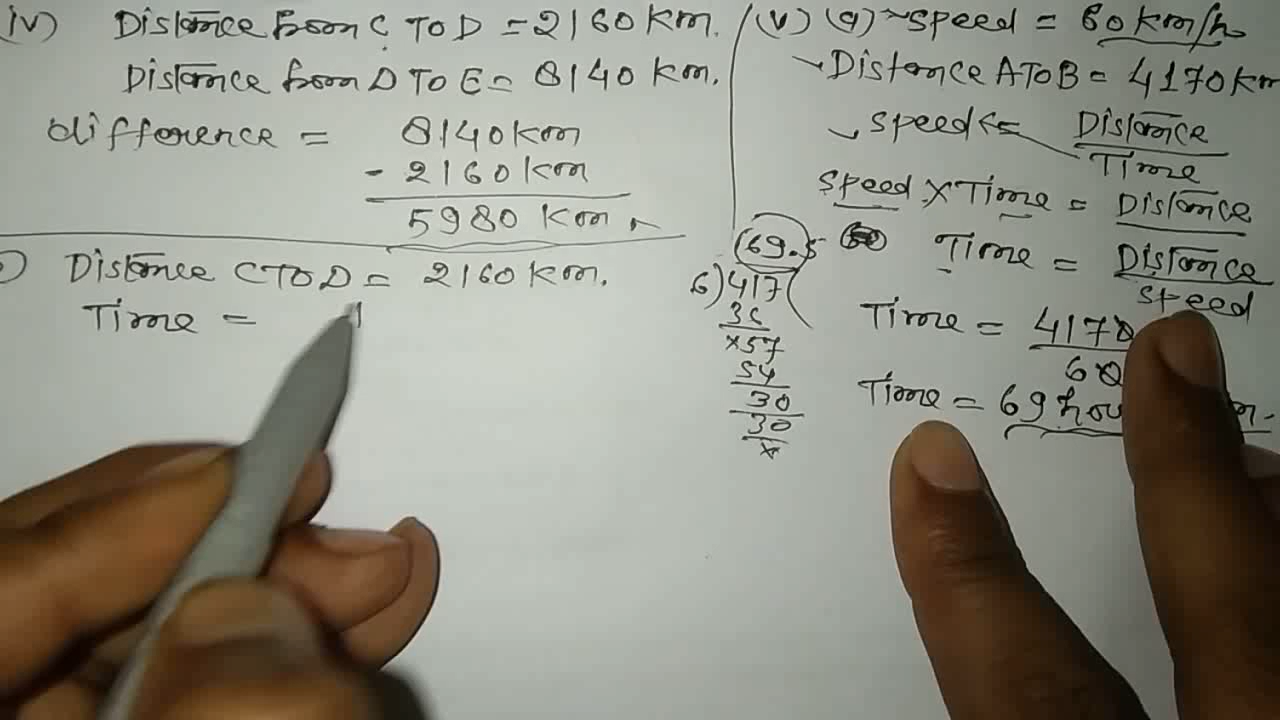 (iv) Distance from C TO D = 2160 km.
Distance from D TO E = 8140 km.
difference = 8140 km
- 2160 km
5980 km
Distance C TO D = 2160 km.
Time =
(v) (a) Speed = 60 km/h
Distance A TO B = 4170 km
Speed = Distance
Time
Speed × Time = Distance
Time = Distance
Speed
69.5
6)417(
36
×57
54
30
30
×
Time = 4170
60
Time = 69